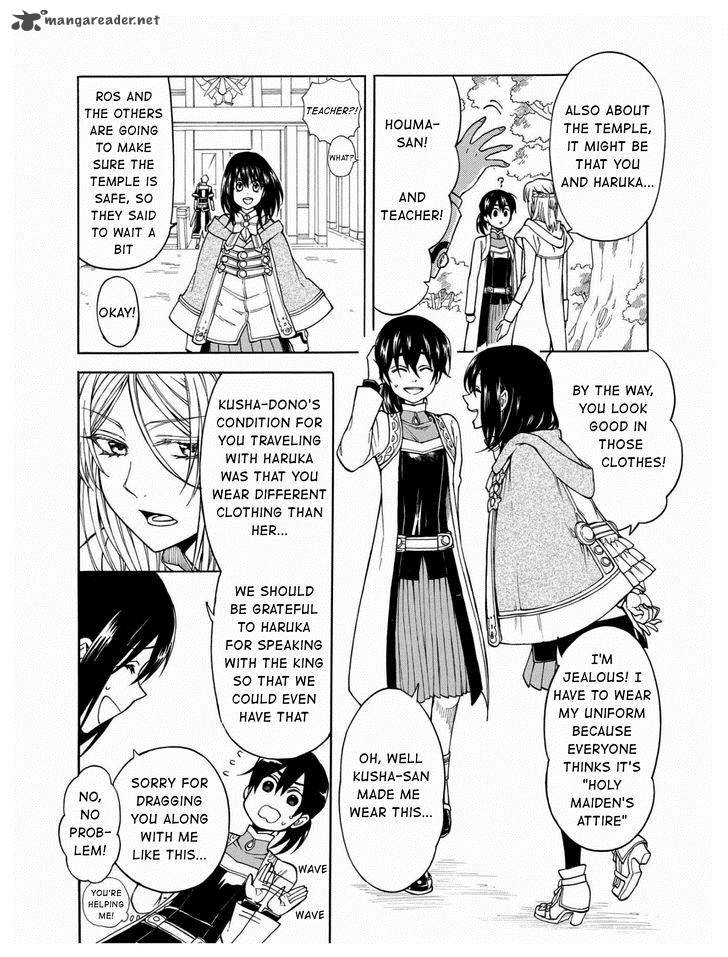 mangareader.net
ALSO ABOUT
THE TEMPLE,
IT MIGHT BE
THAT YOU
AND HARUKA...
HOUMA-
SAN!
AND
TEACHER!
?
TEACHER?!
WHAT?
ROS AND
THE OTHERS
ARE GOING
TO MAKE
SURE THE
TEMPLE IS
SAFE, SO
THEY SAID
TO WAIT A
BIT
OKAY!
BY THE WAY,
YOU LOOK
GOOD IN
THOSE
CLOTHES!
I'M
JEALOUS! I
HAVE TO WEAR
MY UNIFORM
BECAUSE
EVERYONE
THINKS IT'S
"HOLY
MAIDEN'S
ATTIRE"
OH, WELL
KUSHA-SAN
MADE ME
WEAR THIS...
KUSHA-DONO'S
CONDITION FOR
YOU TRAVELING
WITH HARUKA
WAS THAT YOU
WEAR DIFFERENT
CLOTHING THAN
HER...
WE SHOULD
BE GRATEFUL
TO HARUKA
FOR SPEAKING
WITH THE KING
SO THAT WE
COULD EVEN
HAVE THAT
SORRY FOR
DRAGGING
YOU ALONG
WITH ME
LIKE THIS...
NO,
NO
PROB-
LEM!
YOU'RE
HELPING
ME!
WAVE
WAVE